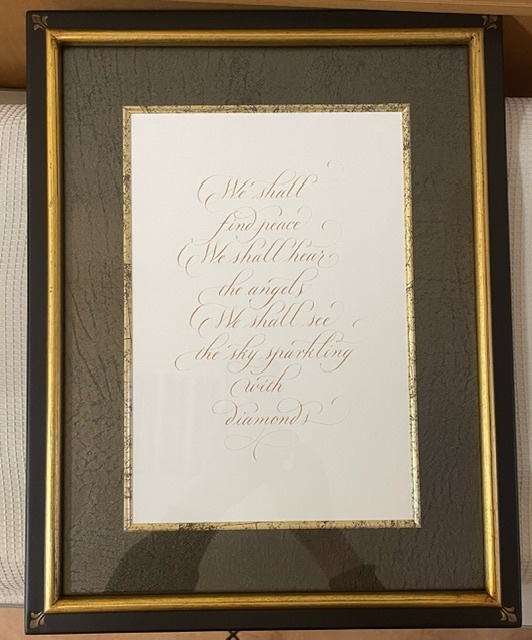 We shall
find peace
We shall hear
the angels
We shall see
the sky sparkling
with
diamonds